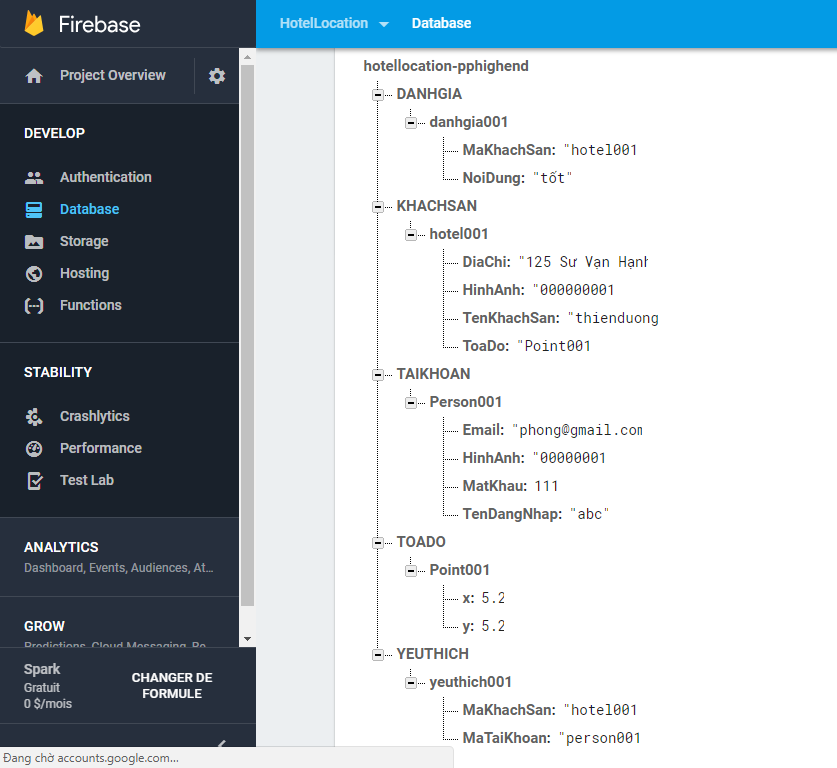 Firebase
HotelLocation Database
Project Overview
DEVELOP
Authentication
Database
Storage
Hosting
Functions
STABILITY
Crashlytics
Performance
Test Lab
ANALYTICS
Dashboard, Events, Audiences, At...
GROW
Predictions, Cloud Messaging, Re...
Spark
Gratuit
0 $/mois
CHANGER DE
FORMULE
Đang chờ accounts.google.com...
hotellocation-pphighend
DANHGIA
danhgia001
MaKhachSan: "hotel001
NoiDung: "tốt"
KHACHSAN
hotel001
DiaChi: "125 Sư Vạn Hạnh
HinhAnh: "000000001
TenKhachSan: "thienduong
ToaDo: "Point001
TAIKHOAN
Person001
Email: "phong@gmail.com
HinhAnh: "00000001
MatKhau: 111
TenDangNhap: "abc"
TOADO
Point001
x: 5.2
y: 5.2
YEUTHICH
yeuthich001
MaKhachSan: "hotel001
MaTaiKhoan: "person001